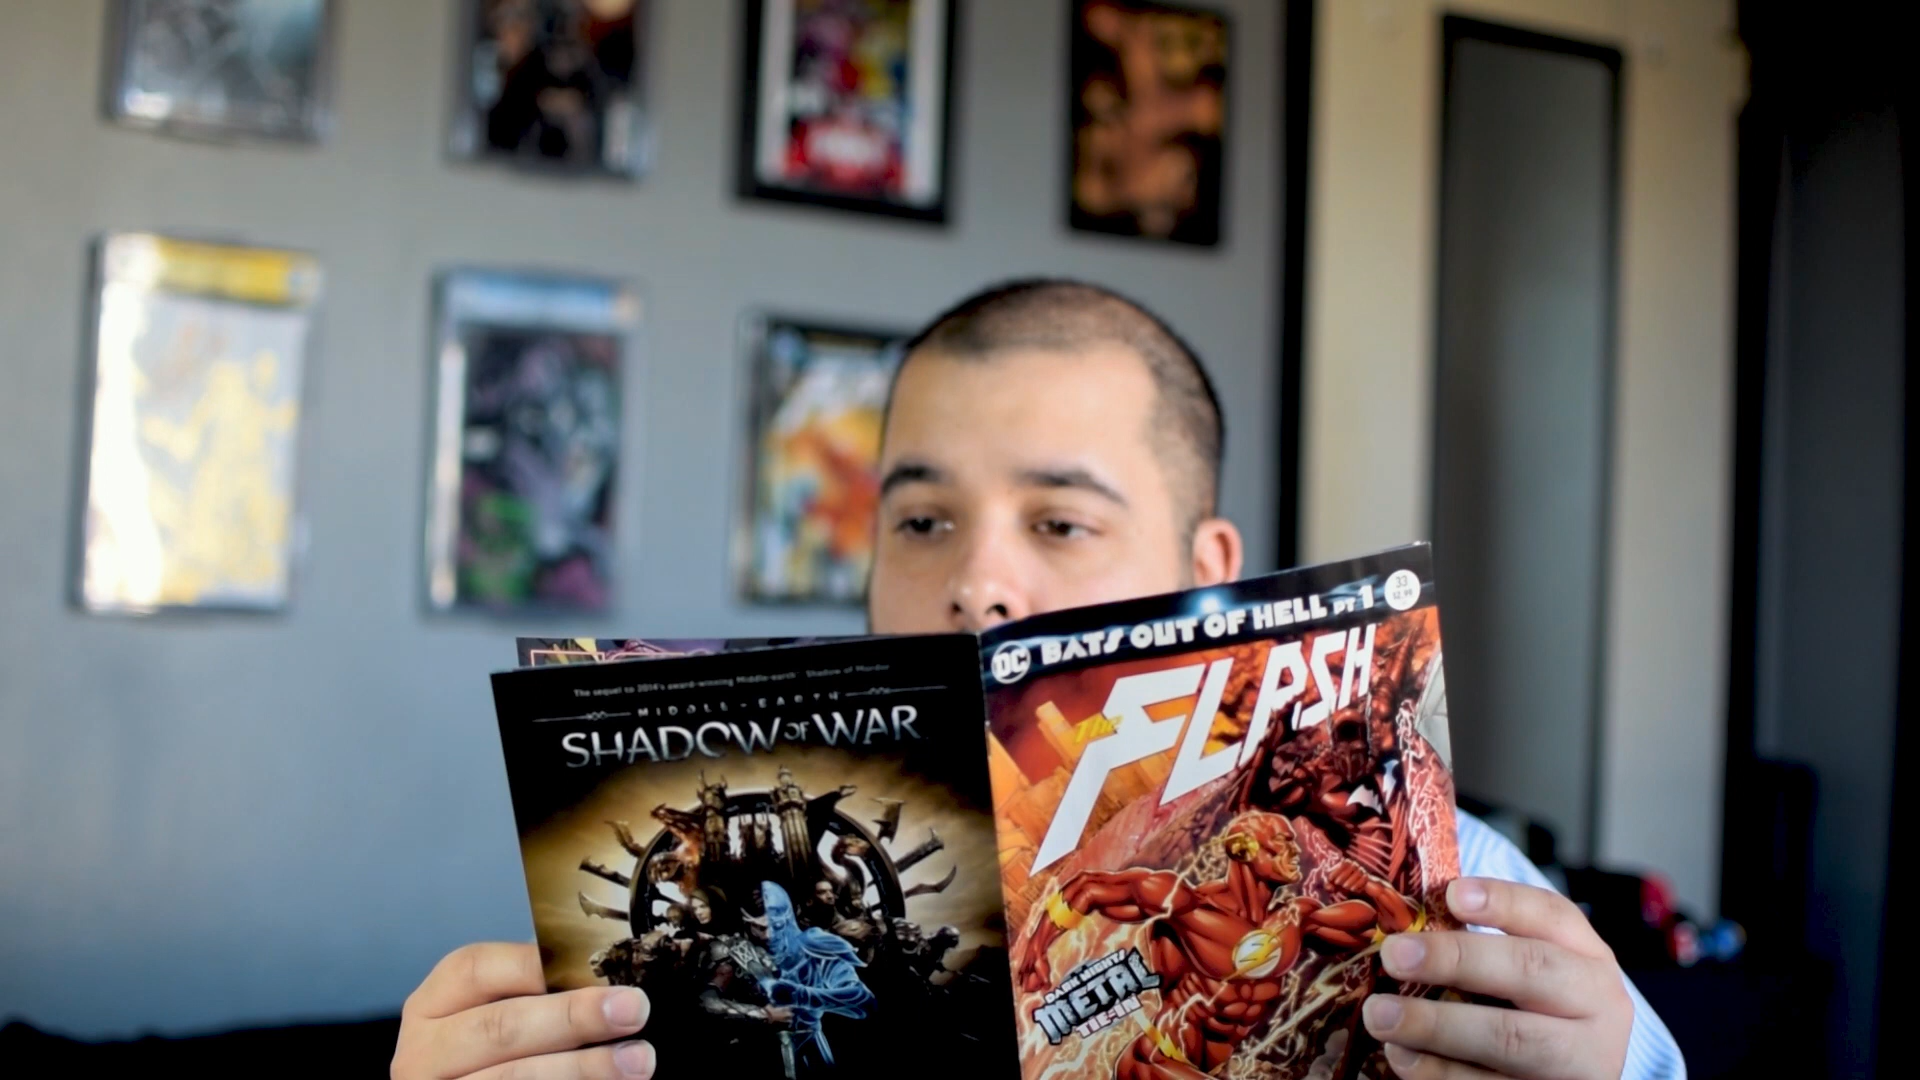 The sequel to 2014's award-winning Middle-earth: Shadow of Mordor
MIDDLE-EARTH
SHADOW OF WAR
DC BATS OUT OF HELL PT 1
33
$2.99
The
FLASH
DARK NIGHTS
METAL
TIE-IN